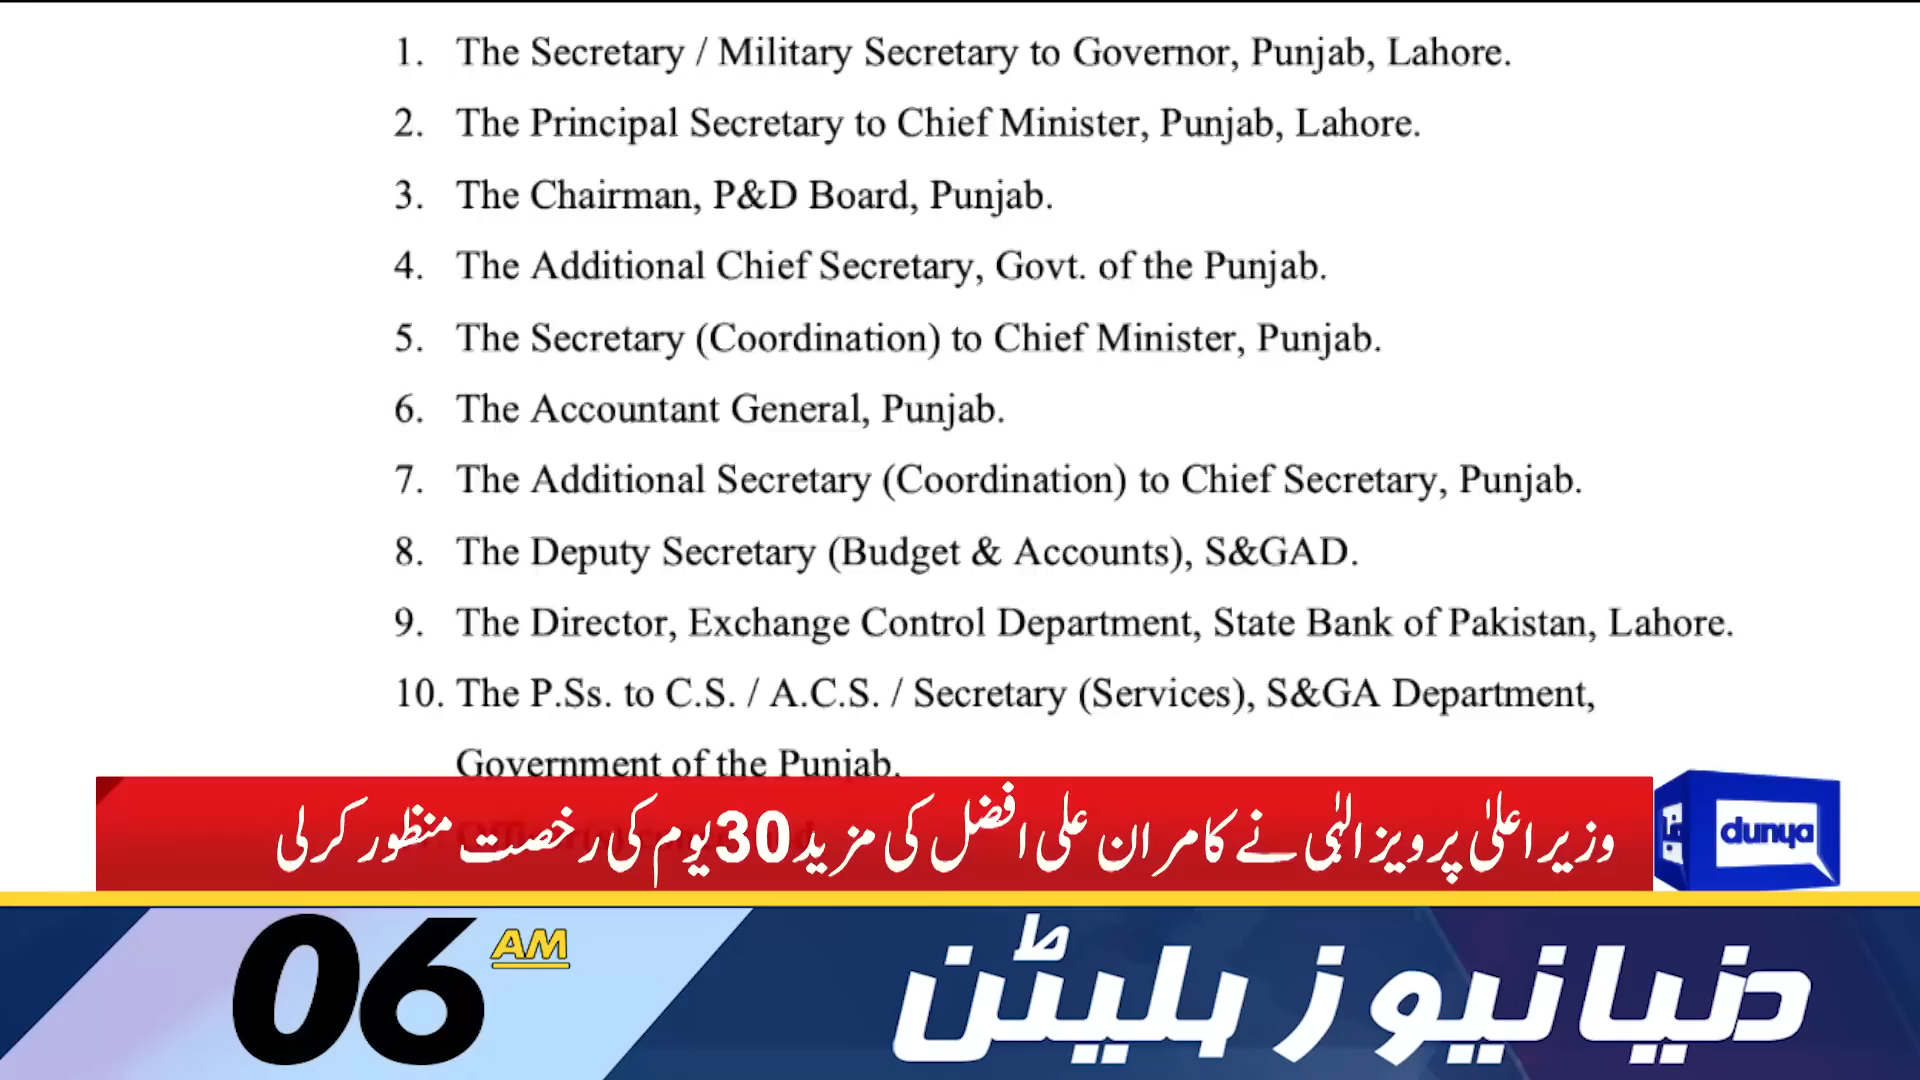 1. The Secretary / Military Secretary to Governor, Punjab, Lahore.
2. The Principal Secretary to Chief Minister, Punjab, Lahore.
3. The Chairman, P&D Board, Punjab.
4. The Additional Chief Secretary, Govt. of the Punjab.
5. The Secretary (Coordination) to Chief Minister, Punjab.
6. The Accountant General, Punjab.
7. The Additional Secretary (Coordination) to Chief Secretary, Punjab.
8. The Deputy Secretary (Budget & Accounts), S&GAD.
9. The Director, Exchange Control Department, State Bank of Pakistan, Lahore.
10. The P.Ss. to C.S. / A.C.S. / Secretary (Services), S&GA Department,
Government of the Punjab.
وزیراعلیٰ پرویز الہٰی نے کامران علی افضل کی مزید 30 یوم کی رخصت منظور کرلی
dunya
06 AM
دنیا نیوز بلیٹن